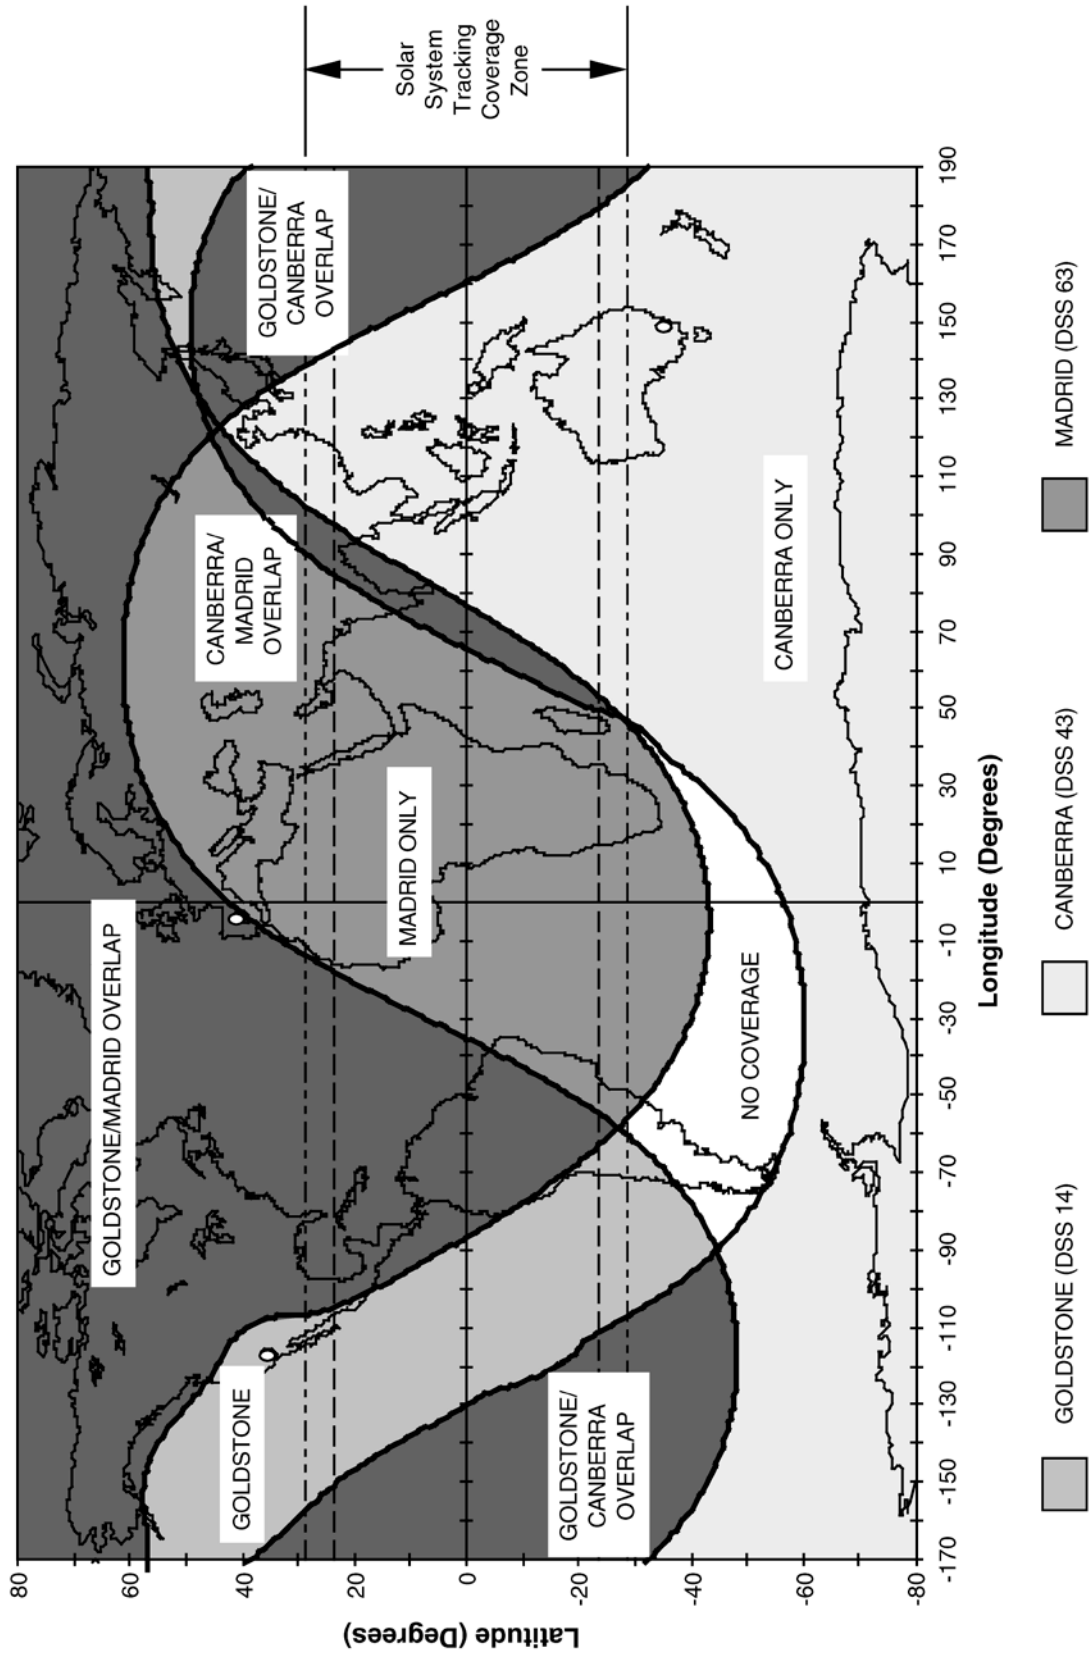 Solar
System
Tracking
Coverage
Zone
GOLDSTONE/MADRID OVERLAP
GOLDSTONE
CANBERRA/
MADRID
OVERLAP
GOLDSTONE/
CANBERRA
OVERLAP
MADRID ONLY
GOLDSTONE/
CANBERRA
OVERLAP
NO COVERAGE
CANBERRA ONLY
Latitude (Degrees)
80
60
40
20
0
-20
-40
-60
-80
-170 -150 -130 -110 -90 -70 -50 -30 -10 10 30 50 70 90 110 130 150 170 190
Longitude (Degrees)
GOLDSTONE (DSS 14) CANBERRA (DSS 43) MADRID (DSS 63)